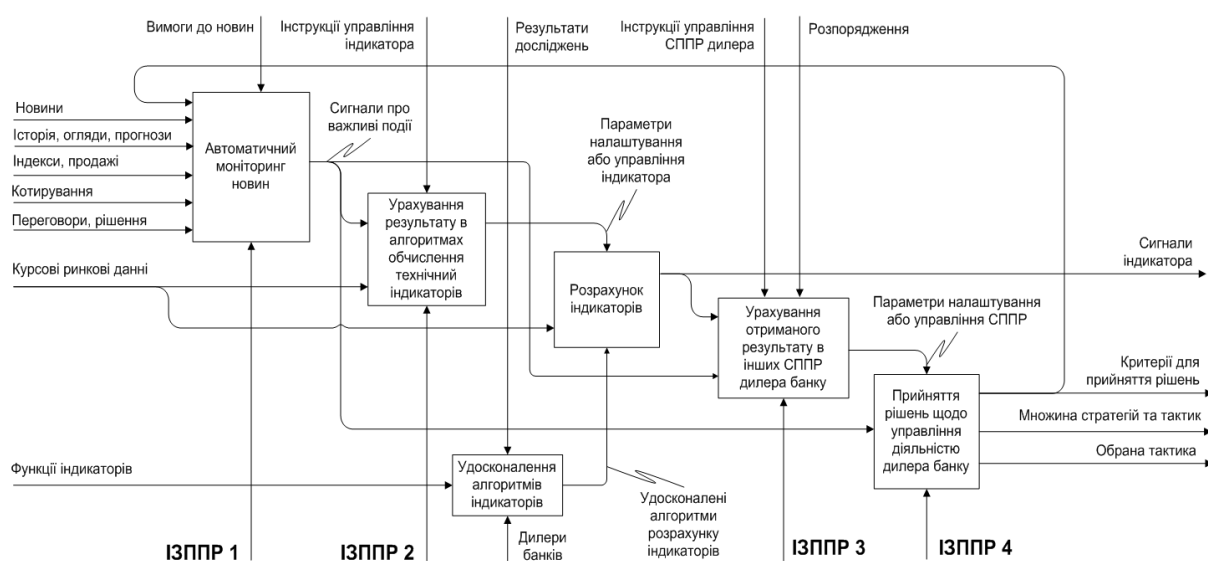 Вимоги до новин
Інструкції управління
індикатора
Результати
досліджень
Інструкції управління
СППР дилера
Розпорядження
Новини
Історія, огляди, прогнози
Індекси, продажі
Котирування
Переговори, рішення
Автоматичний
моніторинг
новин
Сигнали про
важливі події
Параметри
налаштування
або управління
індикатора
Урахування
результату в
алгоритмах
обчислення
технічний
індикаторів
Курсові ринкові данні
Розрахунок
індикаторів
Сигнали
індикатора
Урахування
отриманого
результату в
інших СППР
дилера банку
Параметри налаштування
або управління СППР
Прийняття
рішень щодо
управління
діяльністю
дилера банку
Критерії для
прийняття рішень
Множина стратегій та тактик
Обрана тактика
Функції індикаторів
Удосконалення
алгоритмів
індикаторів
Удосконалені
алгоритми
розрахунку
індикаторів
ІЗППР 1
ІЗППР 2
Дилери
банків
ІЗППР 3
ІЗППР 4